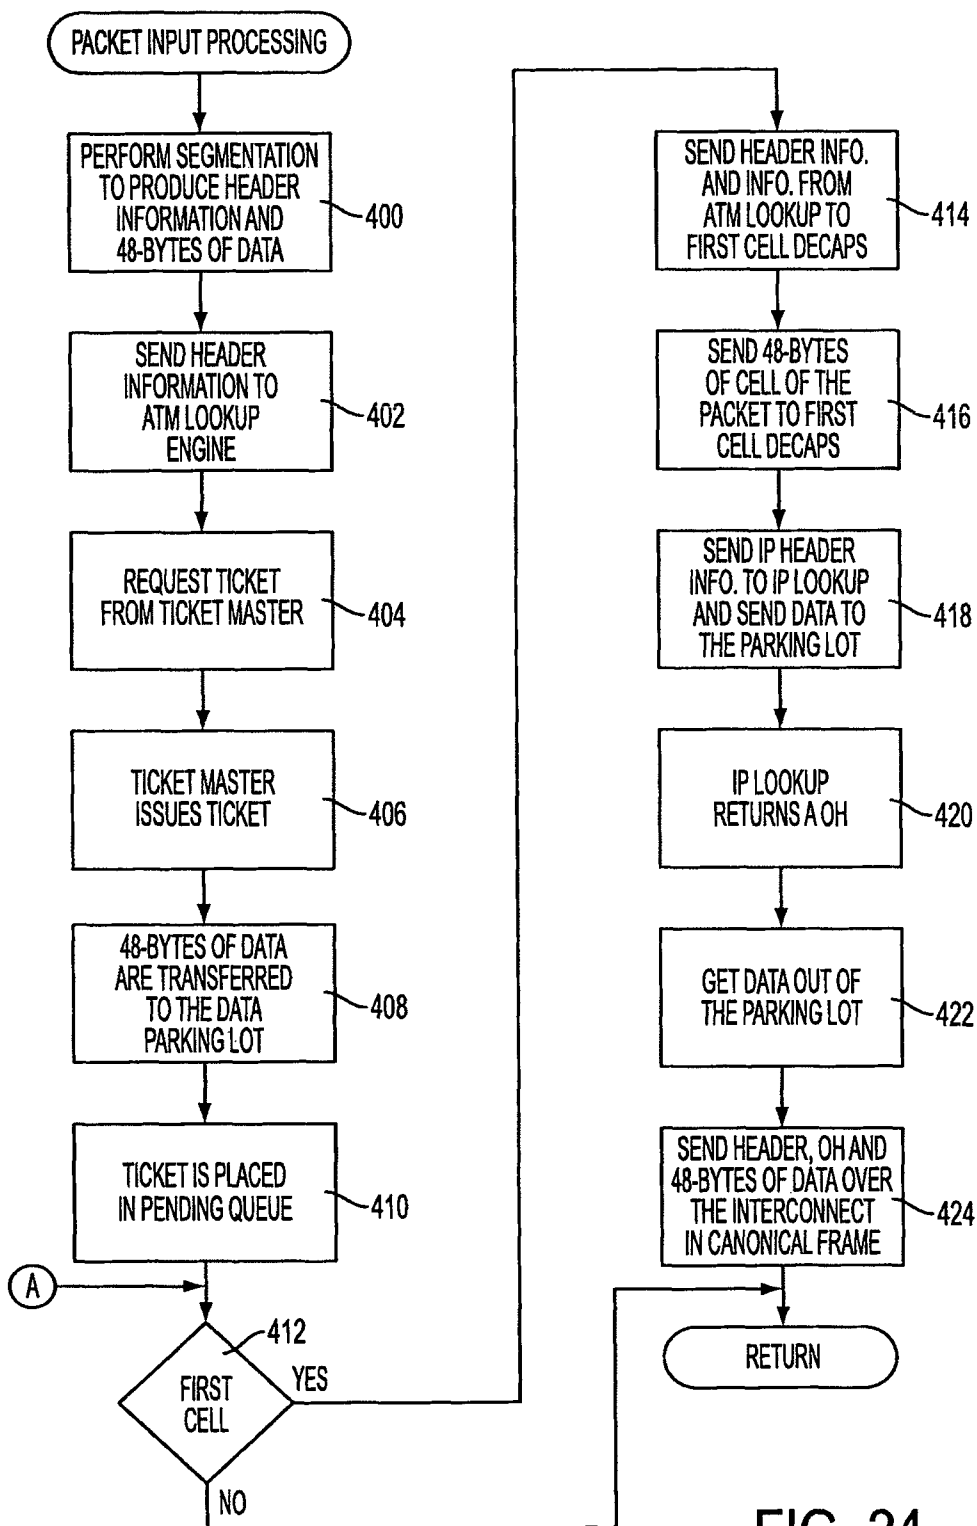 PACKET INPUT PROCESSING
PERFORM SEGMENTATION
TO PRODUCE HEADER
INFORMATION AND
48-BYTES OF DATA
400
SEND HEADER
INFORMATION TO
ATM LOOKUP
ENGINE
402
REQUEST TICKET
FROM TICKET MASTER
404
TICKET MASTER
ISSUES TICKET
406
48-BYTES OF DATA
ARE TRANSFERRED
TO THE DATA
PARKING LOT
408
TICKET IS PLACED
IN PENDING QUEUE
410
A
412
FIRST
CELL
YES
NO
SEND HEADER INFO.
AND INFO. FROM
ATM LOOKUP TO
FIRST CELL DECAPS
414
SEND 48-BYTES
OF CELL OF THE
PACKET TO FIRST
CELL DECAPS
416
SEND IP HEADER
INFO. TO IP LOOKUP
AND SEND DATA TO
THE PARKING LOT
418
IP LOOKUP
RETURNS A OH
420
GET DATA OUT OF
THE PARKING LOT
422
SEND HEADER, OH AND
48-BYTES OF DATA OVER
THE INTERCONNECT
IN CANONICAL FRAME
424
RETURN
FIG. 24